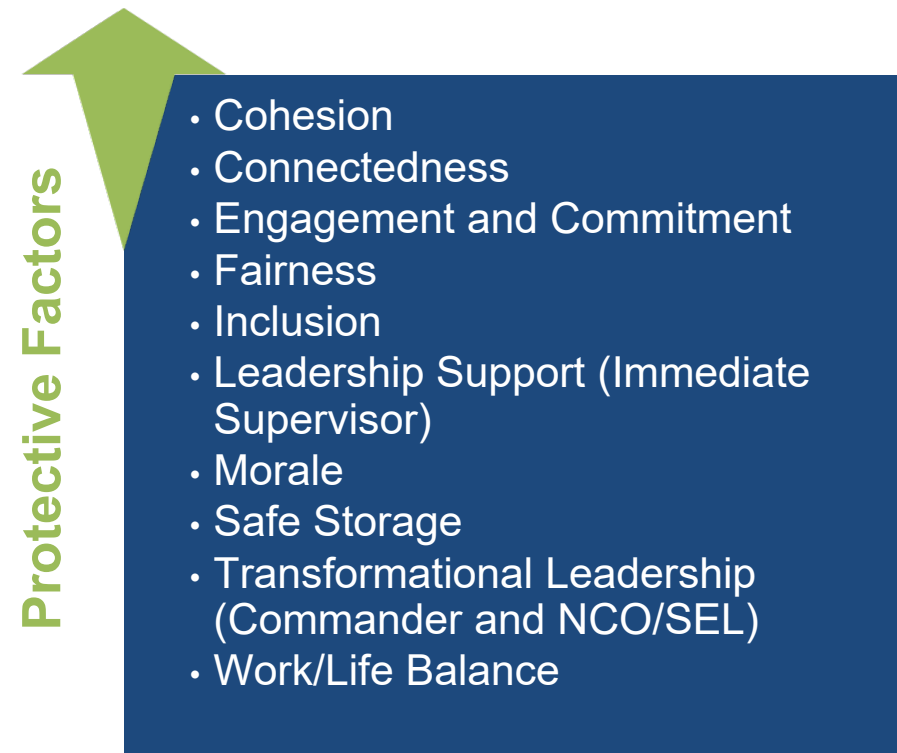 Protective Factors
• Cohesion
• Connectedness
• Engagement and Commitment
• Fairness
• Inclusion
• Leadership Support (Immediate
Supervisor)
• Morale
• Safe Storage
• Transformational Leadership
(Commander and NCO/SEL)
• Work/Life Balance